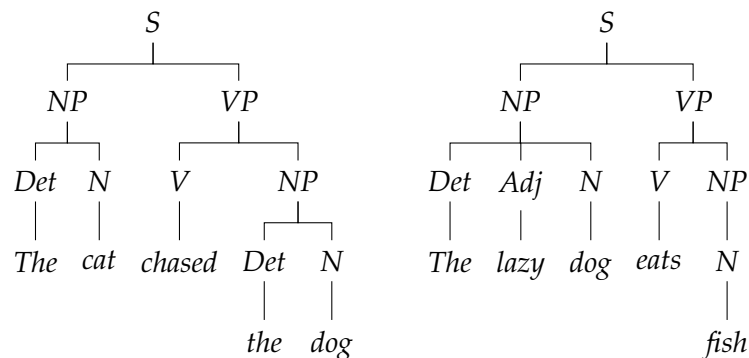 S S
NP VP NP VP
Det N V NP Det Adj N V NP
The cat chased Det N The lazy dog eats N
the dog fish